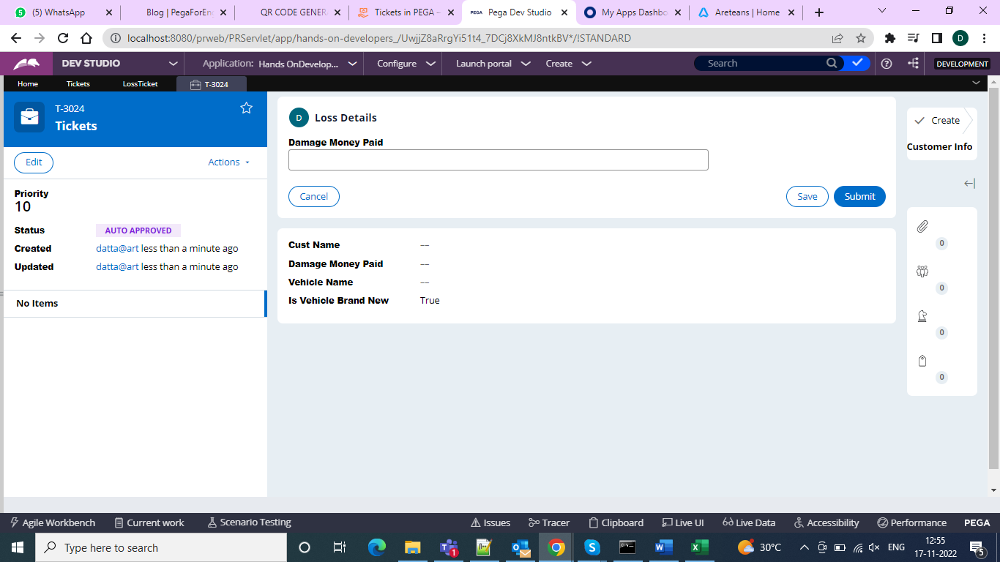 5 (5) WhatsApp
Blog | PegaForEn
QR CODE GENER
Tickets in PEGA –
PEGA Pega Dev Studio
My Apps Dashbo
Areteans | Home
localhost:8080/prweb/PRServlet/app/hands-on-developers_/UwjjZ8aRrgYi51t4_7DCj8XkMJ8ntkBV*/!STANDARD
D
DEV STUDIO
Application: Hands OnDevelop...
Configure
Launch portal
Create
Search
DEVELOPMENT
Home
Tickets
LossTicket
T-3024
T-3024
Tickets
Edit
Actions
Priority
10
Status AUTO APPROVED
Created datta@art less than a minute ago
Updated datta@art less than a minute ago
No Items
D Loss Details
Damage Money Paid
Cancel
Save
Submit
Cust Name --
Damage Money Paid --
Vehicle Name --
Is Vehicle Brand New True
Create
Customer Info
0
0
0
0
Agile Workbench
Current work
Scenario Testing
Issues
Tracer
Clipboard
Live UI
Live Data
Accessibility
Performance
PEGA
Type here to search
1
30°C
ENG
12:55
17-11-2022
5